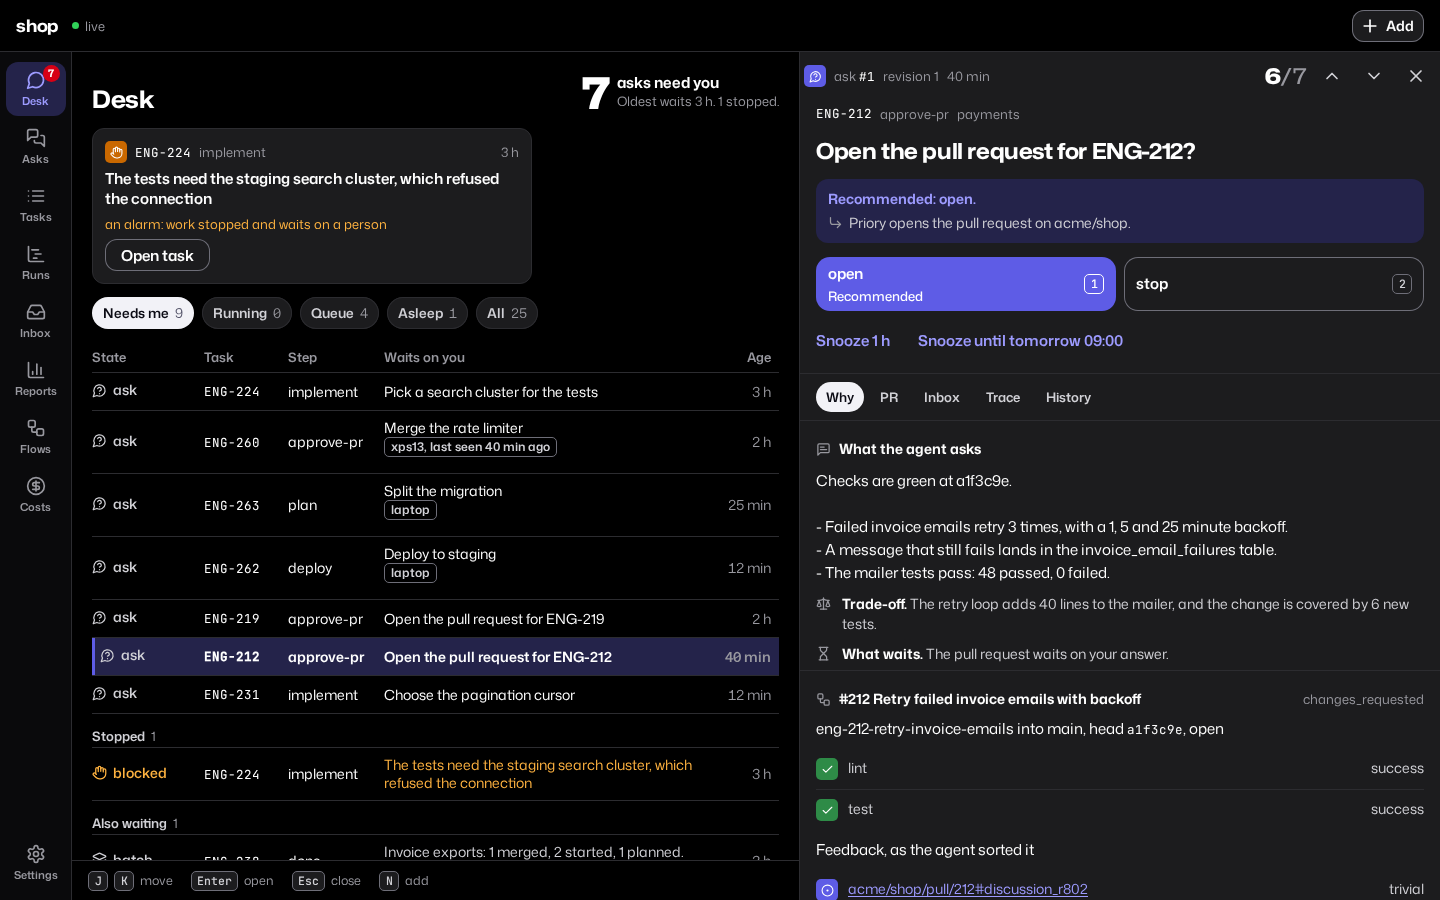 shop live
Add
7
Desk
Asks
Tasks
Runs
Inbox
Reports
Flows
Costs
Settings
Desk
7 asks need you
Oldest waits 3 h. 1 stopped.
ENG-224 implement 3 h
The tests need the staging search cluster, which refused
the connection
an alarm: work stopped and waits on a person
Open task
Needs me 9 Running 0 Queue 4 Asleep 1 All 25
State Task Step Waits on you Age
ask ENG-224 implement Pick a search cluster for the tests 3 h
ask ENG-260 approve-pr Merge the rate limiter 2 h
xps13, last seen 40 min ago
ask ENG-263 plan Split the migration 25 min
laptop
ask ENG-262 deploy Deploy to staging 12 min
laptop
ask ENG-219 approve-pr Open the pull request for ENG-219 2 h
ask ENG-212 approve-pr Open the pull request for ENG-212 40 min
ask ENG-231 implement Choose the pagination cursor 12 min
Stopped 1
blocked ENG-224 implement The tests need the staging search cluster, which 3 h
refused the connection
Also waiting 1
Invoice exports: 1 merged, 2 started, 1 planned.
J K move Enter open Esc close N add
ask #1 revision 1 40 min 6/7
ENG-212 approve-pr payments
Open the pull request for ENG-212?
Recommended: open.
Priory opens the pull request on acme/shop.
open 1
Recommended
stop 2
Snooze 1 h Snooze until tomorrow 09:00
Why PR Inbox Trace History
What the agent asks
Checks are green at a1f3c9e.
- Failed invoice emails retry 3 times, with a 1, 5 and 25 minute backoff.
- A message that still fails lands in the invoice_email_failures table.
- The mailer tests pass: 48 passed, 0 failed.
Trade-off. The retry loop adds 40 lines to the mailer, and the change is covered by 6 new
tests.
What waits. The pull request waits on your answer.
#212 Retry failed invoice emails with backoff changes_requested
eng-212-retry-invoice-emails into main, head a1f3c9e, open
lint success
test success
Feedback, as the agent sorted it
acme/shop/pull/212#discussion_r802 trivial